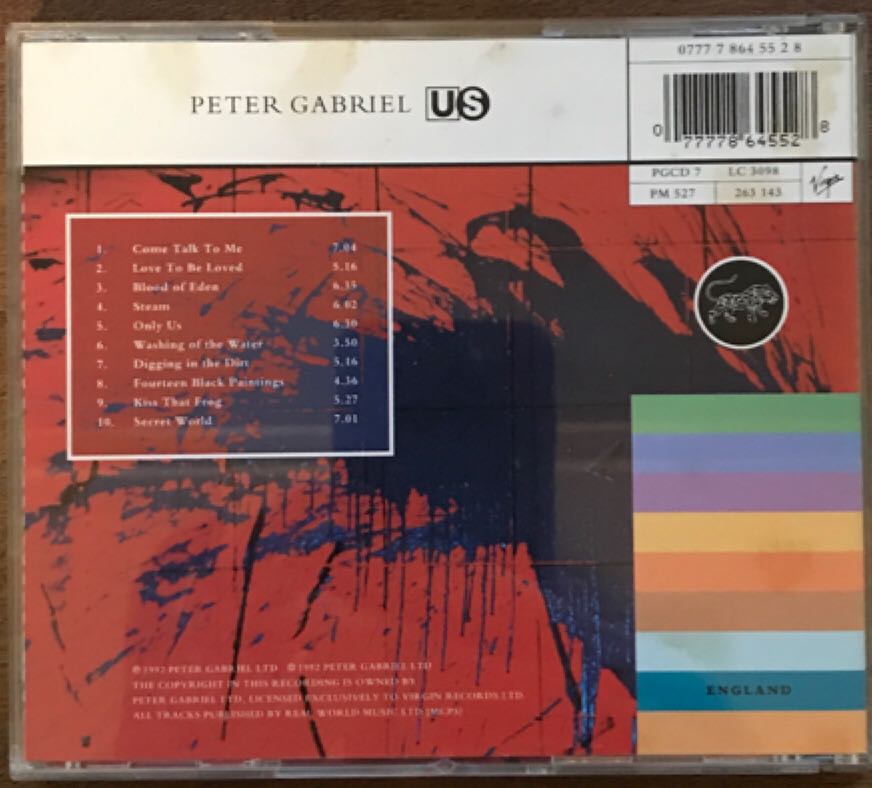 0777 7 864 55 2 8
PETER GABRIEL US
0 77778 64552 8
PGCD 7 LC 3098
PM 527 263 143
Virgin
1. Come Talk To Me 7.04
2. Love To Be Loved 5.16
3. Blood of Eden 6.35
4. Steam 6.02
5. Only Us 6.30
6. Washing of the Water 3.50
7. Digging in the Dirt 5.16
8. Fourteen Black Paintings 4.36
9. Kiss That Frog 5.27
10. Secret World 7.01
℗ 1992 PETER GABRIEL LTD © 1992 PETER GABRIEL LTD
THE COPYRIGHT IN THIS RECORDING IS OWNED BY
PETER GABRIEL LTD, LICENSED EXCLUSIVELY TO VIRGIN RECORDS LTD.
ALL TRACKS PUBLISHED BY REAL WORLD MUSIC LTD [MCPS]
ENGLAND